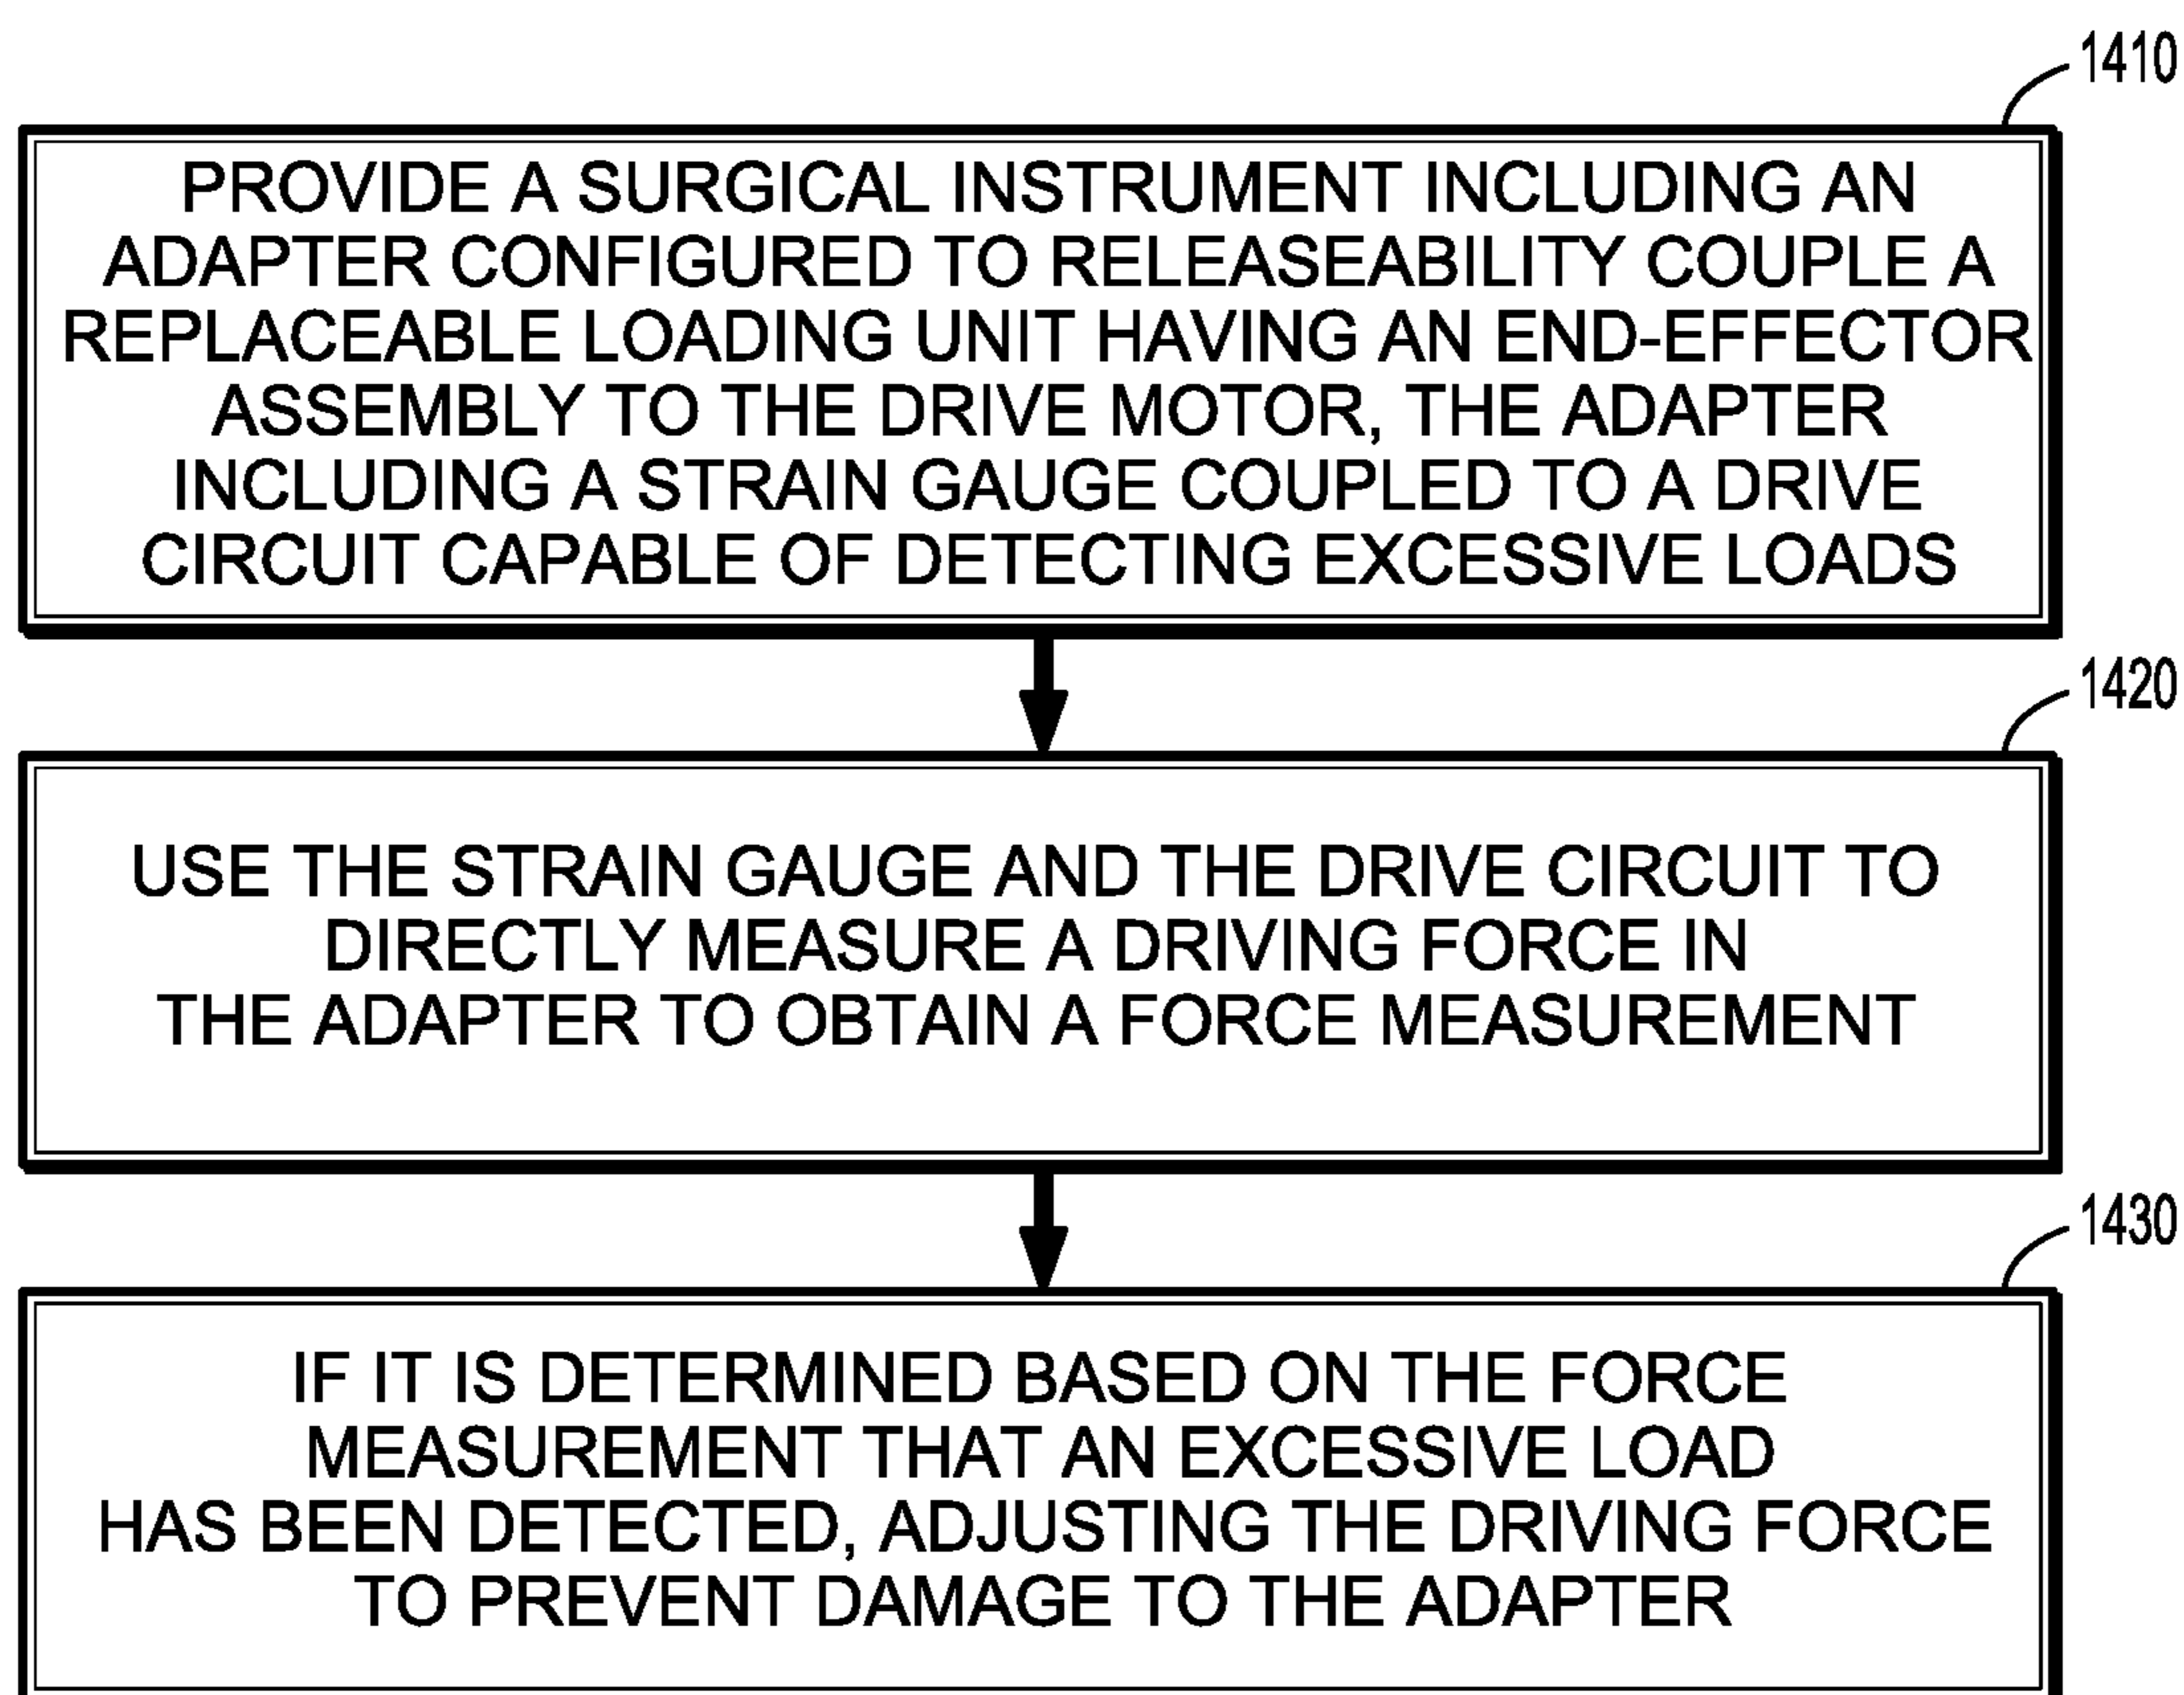 1410
PROVIDE A SURGICAL INSTRUMENT INCLUDING AN
ADAPTER CONFIGURED TO RELEASEABILITY COUPLE A
REPLACEABLE LOADING UNIT HAVING AN END-EFFECTOR
ASSEMBLY TO THE DRIVE MOTOR, THE ADAPTER
INCLUDING A STRAIN GAUGE COUPLED TO A DRIVE
CIRCUIT CAPABLE OF DETECTING EXCESSIVE LOADS
1420
USE THE STRAIN GAUGE AND THE DRIVE CIRCUIT TO
DIRECTLY MEASURE A DRIVING FORCE IN
THE ADAPTER TO OBTAIN A FORCE MEASUREMENT
1430
IF IT IS DETERMINED BASED ON THE FORCE
MEASUREMENT THAT AN EXCESSIVE LOAD
HAS BEEN DETECTED, ADJUSTING THE DRIVING FORCE
TO PREVENT DAMAGE TO THE ADAPTER